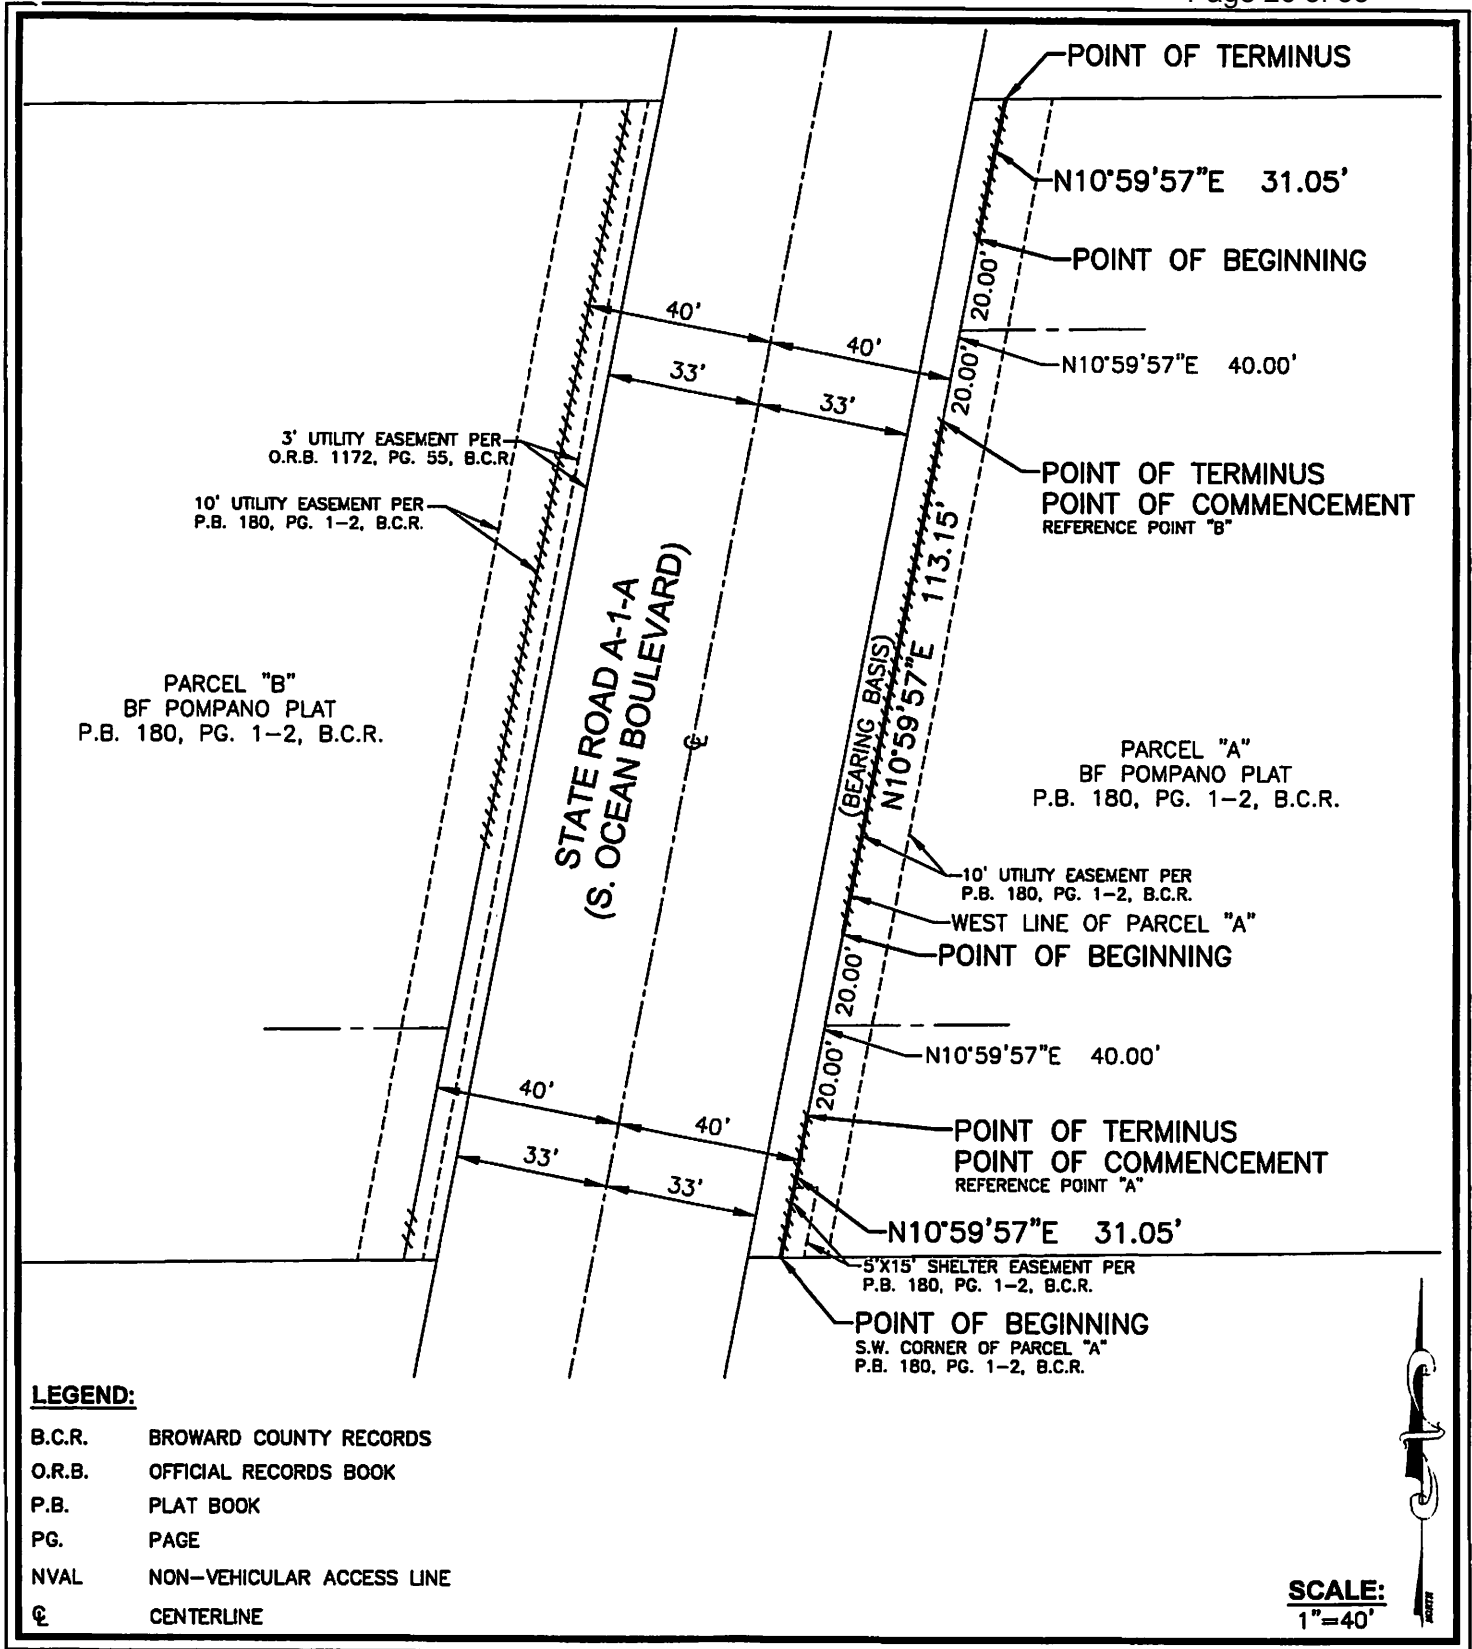 POINT OF TERMINUS
N10°59'57"E 31.05'
POINT OF BEGINNING
20.00'
40'
40'
20.00'
N10°59'57"E 40.00'
33'
33'
3' UTILITY EASEMENT PER
O.R.B. 1172, PG. 55, B.C.R.
10' UTILITY EASEMENT PER
P.B. 180, PG. 1-2, B.C.R.
POINT OF TERMINUS
POINT OF COMMENCEMENT
REFERENCE POINT "B"
STATE ROAD A-1-A
(S. OCEAN BOULEVARD)
(BEARING BASIS)
N10°59'57"E 113.15'
PARCEL "B"
BF POMPANO PLAT
P.B. 180, PG. 1-2, B.C.R.
PARCEL "A"
BF POMPANO PLAT
P.B. 180, PG. 1-2, B.C.R.
10' UTILITY EASEMENT PER
P.B. 180, PG. 1-2, B.C.R.
WEST LINE OF PARCEL "A"
POINT OF BEGINNING
20.00'
N10°59'57"E 40.00'
20.00'
40'
40'
33'
33'
POINT OF TERMINUS
POINT OF COMMENCEMENT
REFERENCE POINT "A"
N10°59'57"E 31.05'
5'X15' SHELTER EASEMENT PER
P.B. 180, PG. 1-2, B.C.R.
POINT OF BEGINNING
S.W. CORNER OF PARCEL "A"
P.B. 180, PG. 1-2, B.C.R.
LEGEND:
B.C.R. BROWARD COUNTY RECORDS
O.R.B. OFFICIAL RECORDS BOOK
P.B. PLAT BOOK
PG. PAGE
NVAL NON-VEHICULAR ACCESS LINE
℄ CENTERLINE
NORTH
SCALE:
1"=40'